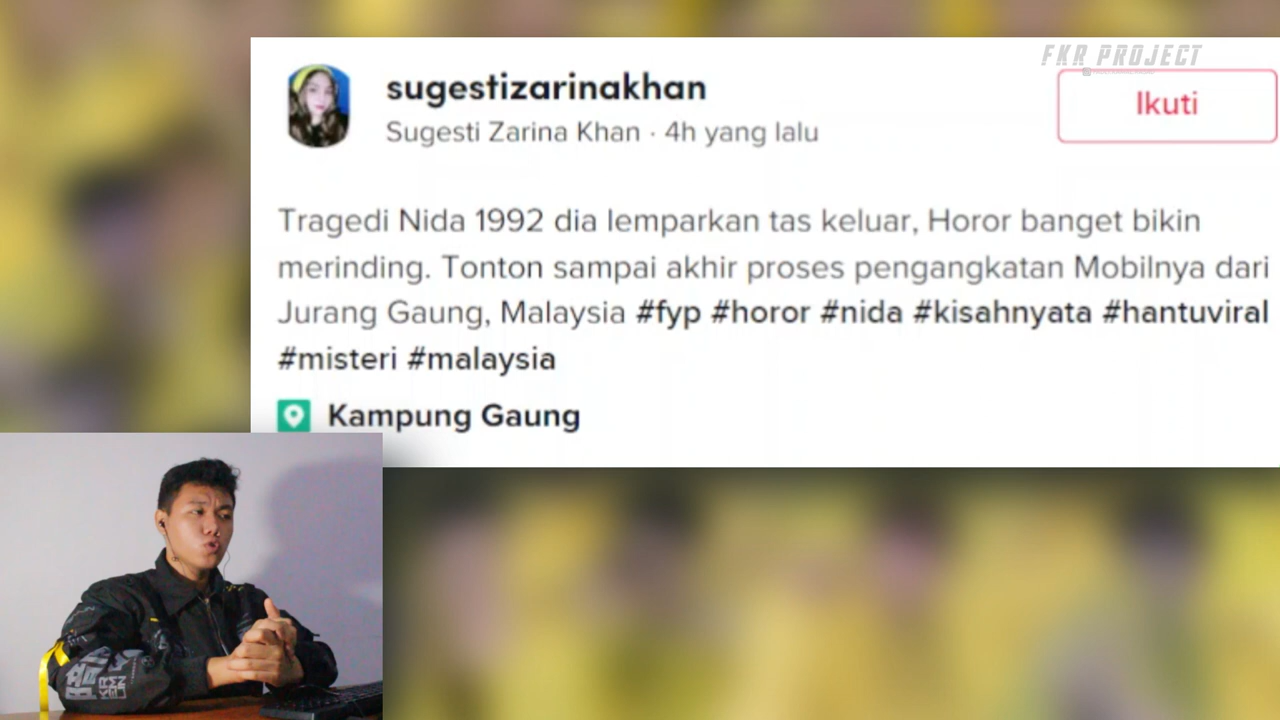 FKR PROJECT
sugestizarinakhan
Sugesti Zarina Khan · 4h yang lalu
Ikuti
Tragedi Nida 1992 dia lemparkan tas keluar, Horor banget bikin
merinding. Tonton sampai akhir proses pengangkatan Mobilnya dari
Jurang Gaung, Malaysia #fyp #horor #nida #kisahnyata #hantuviral
#misteri #malaysia
Kampung Gaung